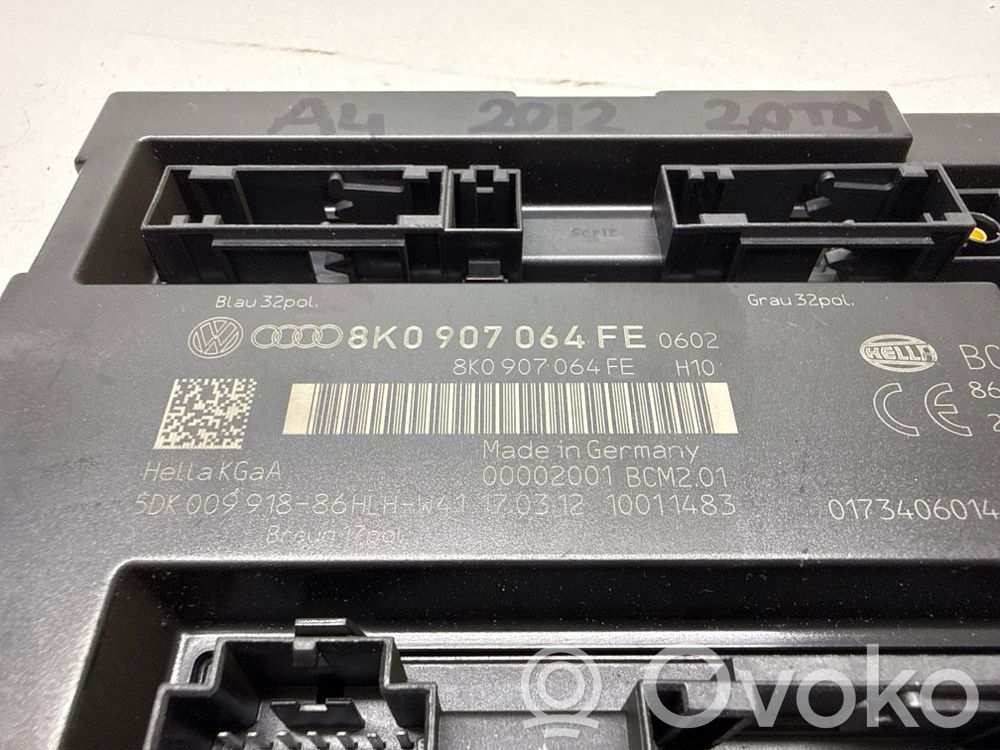 A4 2012 2.0TDI
Blau 32pol. Grau 32pol.
8K0 907 064 FE 0602
8K0 907 064 FE H10
HELLA
CE
Made in Germany
Hella KGaA
00002001 BCM2.01
5DK 009 918-86 HLH-W41 17.03.12 10011483
0173406014
Braun 17pol.
Ovoko